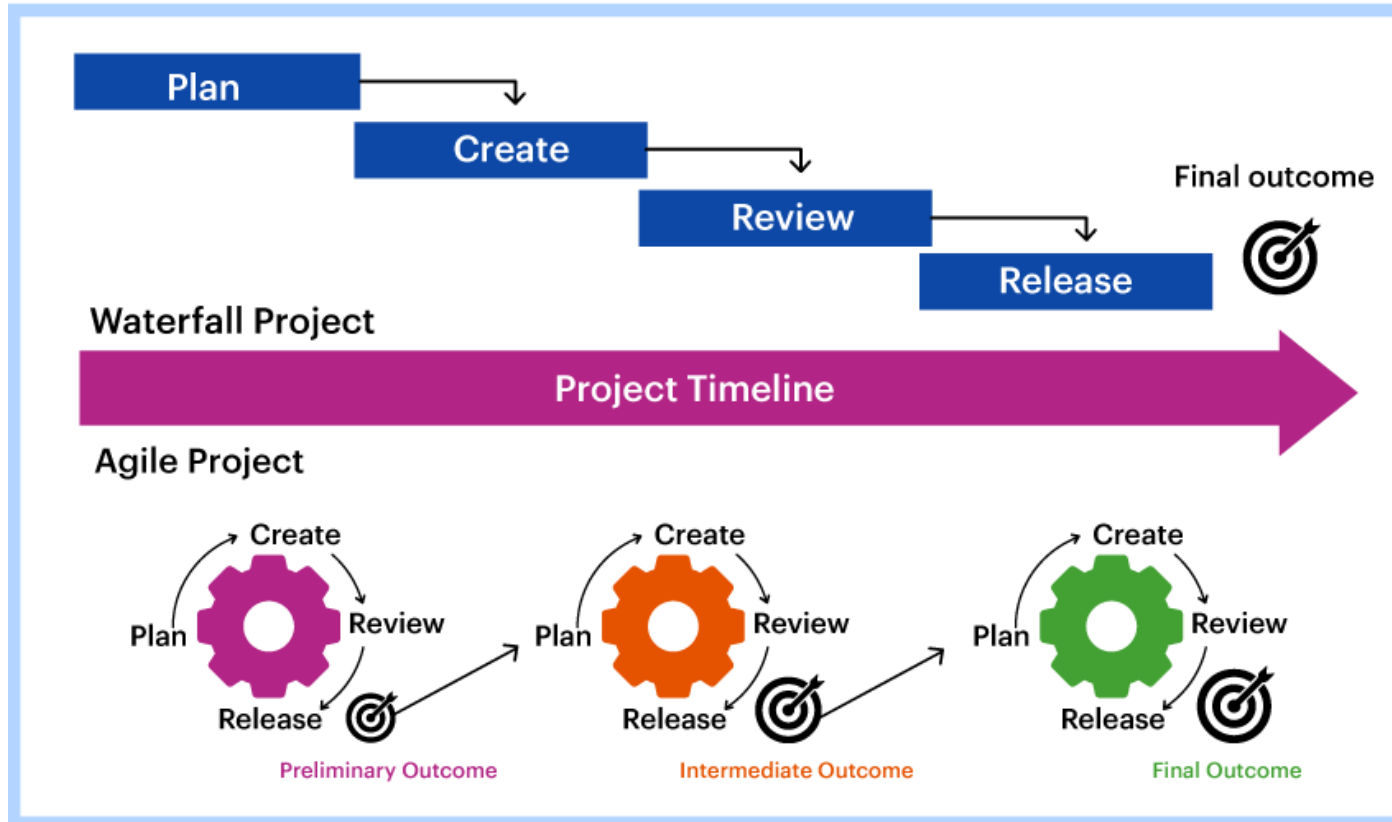 Plan
Create
Review
Final outcome
Release
Waterfall Project
Project Timeline
Agile Project
Create
Plan
Review
Release
Preliminary Outcome
Create
Plan
Review
Release
Intermediate Outcome
Create
Plan
Review
Release
Final Outcome